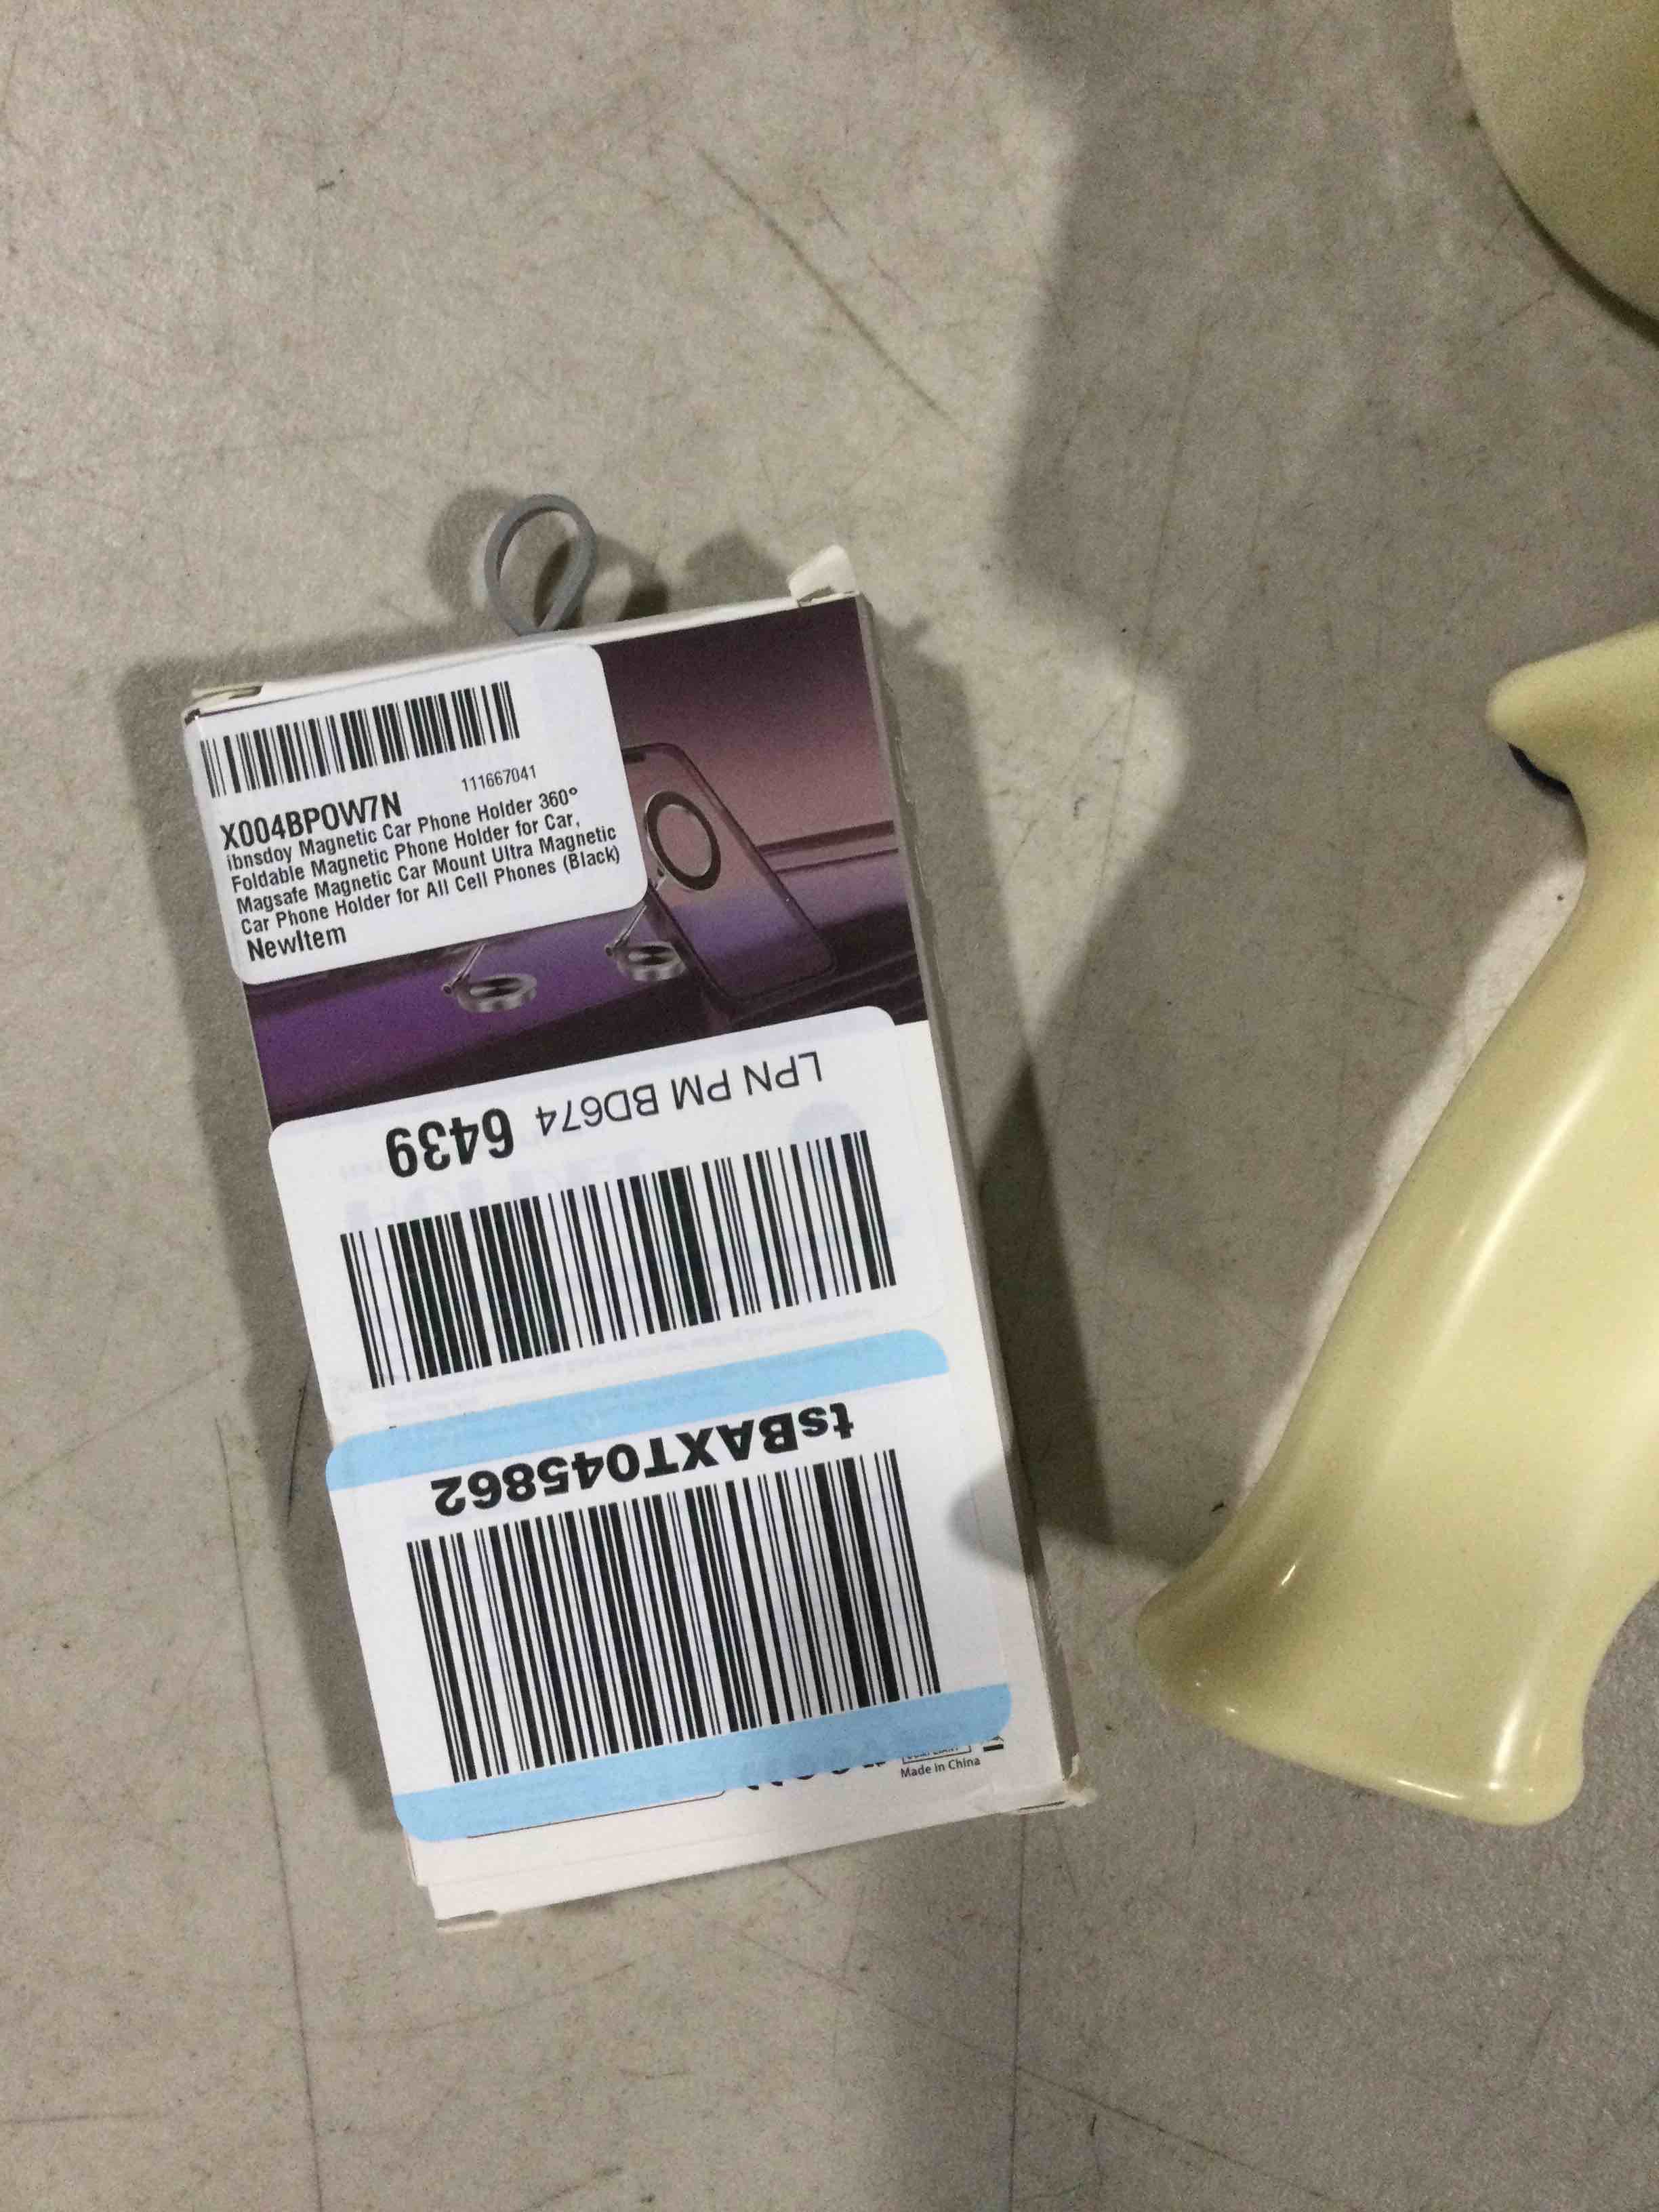 111667041
X004BPOW7N
ibnsdoy Magnetic Car Phone Holder 360°
Foldable Magnetic Phone Holder for Car,
Magsafe Magnetic Car Mount Ultra Magnetic
Car Phone Holder for All Cell Phones (Black)
NewItem
LPN PM BD674 6439
tsBAXT045862
Made in China